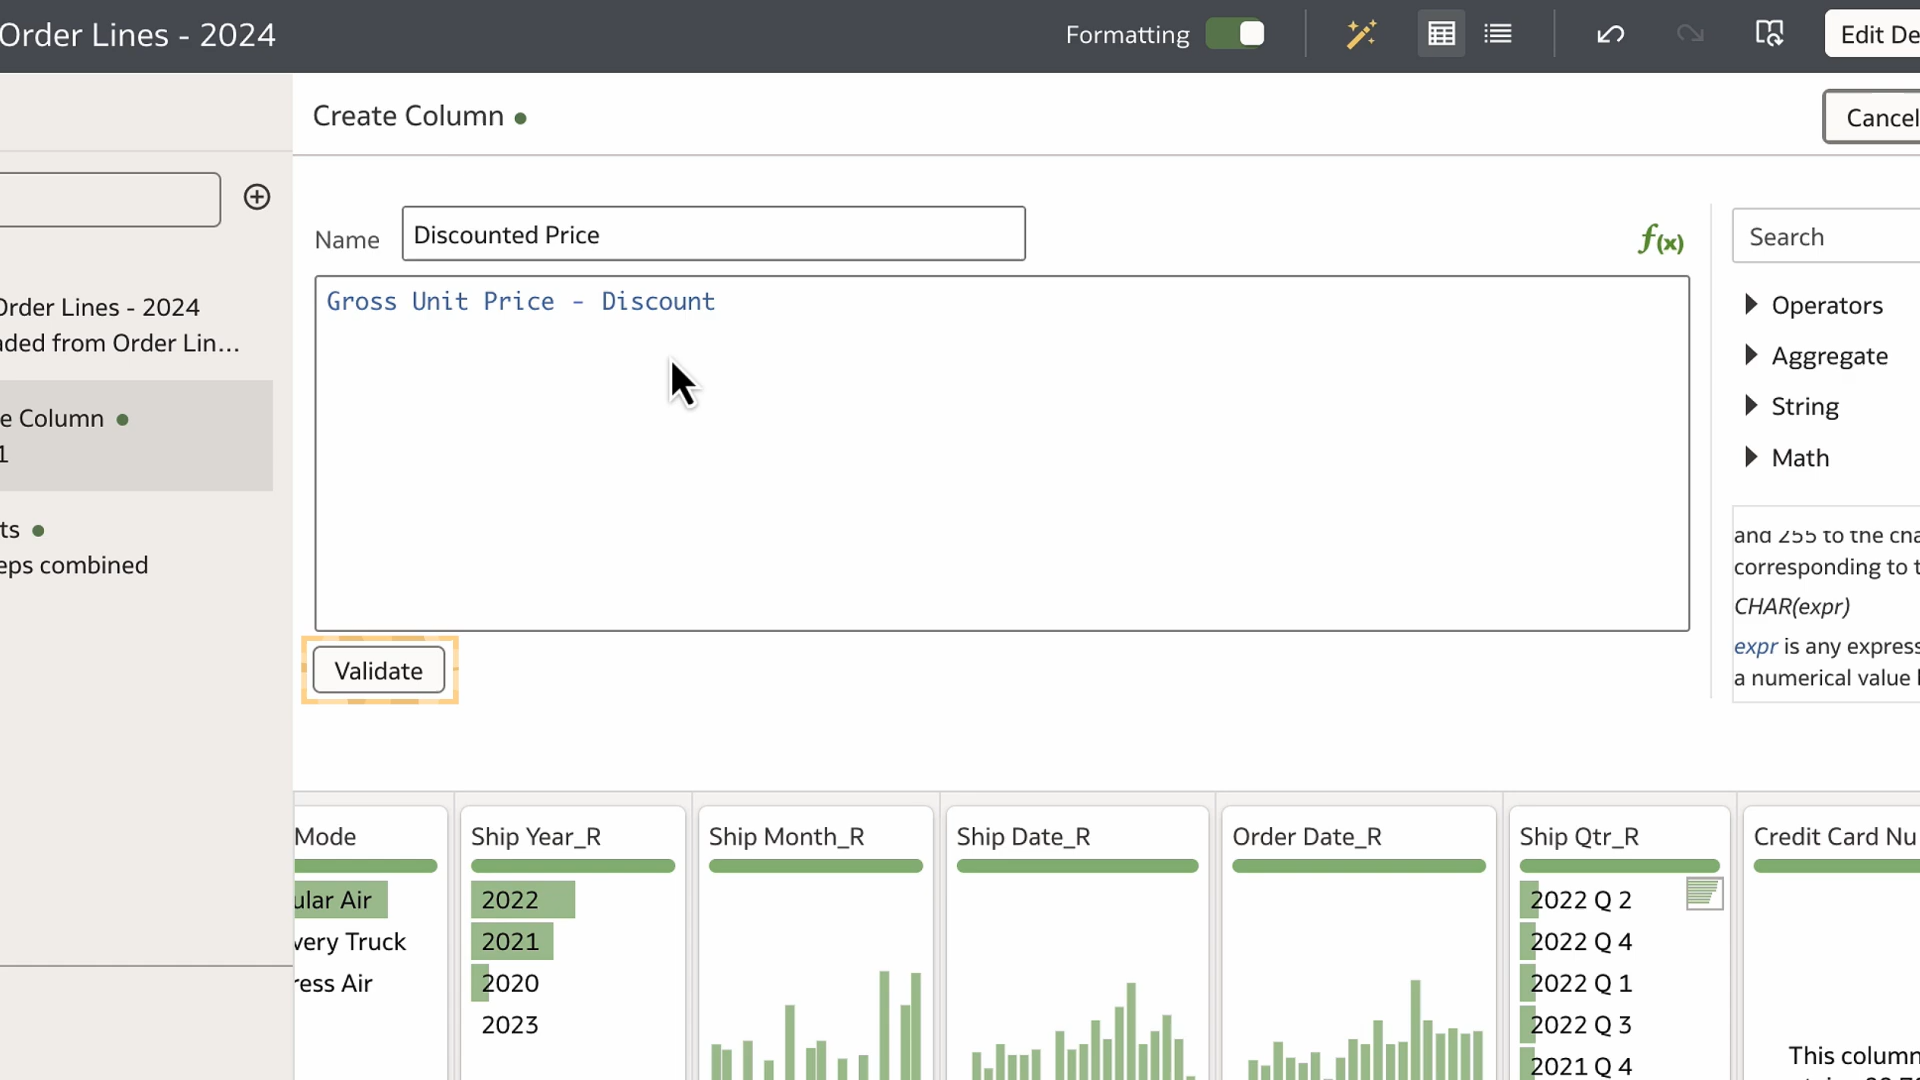 Order Lines - 2024
Formatting
Edit De
Create Column
Cancel
Name
Discounted Price
f(x)
Search
Gross Unit Price - Discount
Operators
Order Lines - 2024
aded from Order Lin...
Aggregate
String
e Column
1
Math
ts
eps combined
and 255 to the cha
corresponding to t
CHAR(expr)
expr is any express
a numerical value b
Validate
Mode
ular Air
very Truck
ress Air
Ship Year_R
2022
2021
2020
2023
Ship Month_R
Ship Date_R
Order Date_R
Ship Qtr_R
2022 Q 2
2022 Q 4
2022 Q 1
2022 Q 3
2021 Q 4
Credit Card Nu
This column